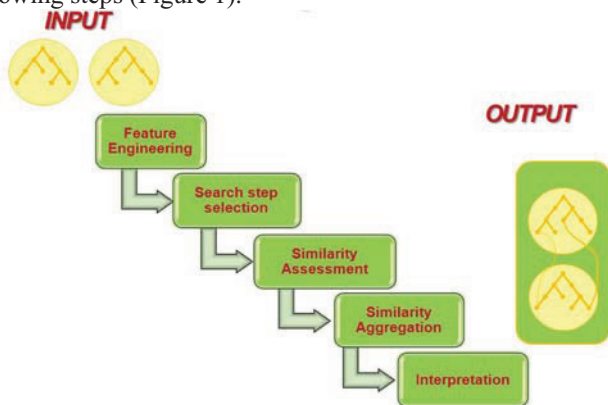 owing steps (Figure 1).
INPUT
Feature
Engineering
Search step
selection
Similarity
Assessment
Similarity
Aggregation
Interpretation
OUTPUT